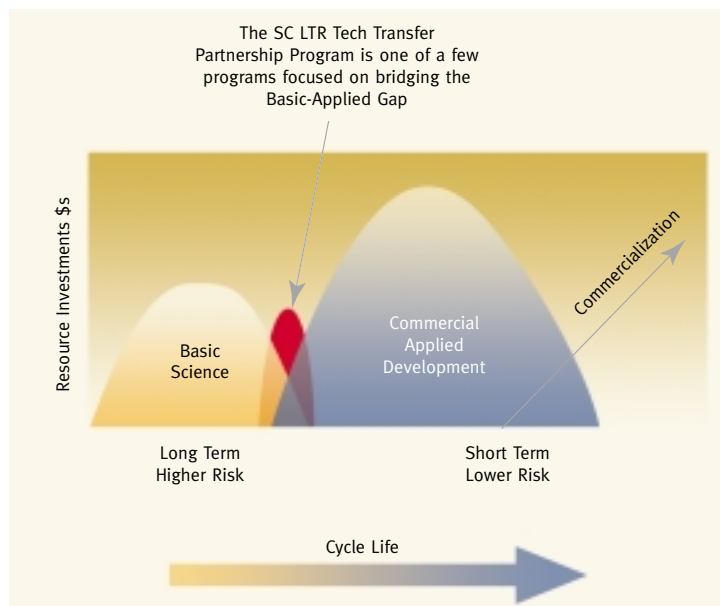 The SC LTR Tech Transfer
Partnership Program is one of a few
programs focused on bridging the
Basic-Applied Gap
Resource Investments $s
Commercialization
Basic
Science
Commercial
Applied
Development
Long Term
Higher Risk
Short Term
Lower Risk
Cycle Life